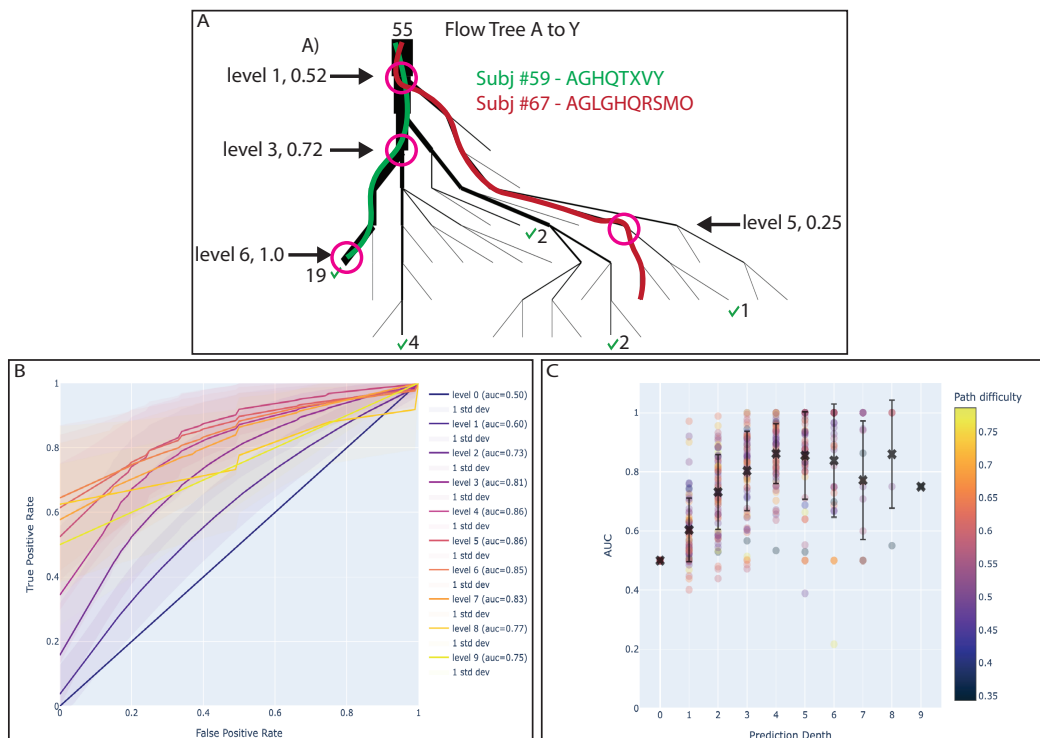 A
55
Flow Tree A to Y
A)
level 1, 0.52
Subj #59 - AGHQTXVY
Subj #67 - AGLGHQRSMO
level 3, 0.72
level 5, 0.25
✓2
level 6, 1.0
19 ✓
✓1
✓4
✓2
B
True Positive Rate
1
0.8
0.6
0.4
0.2
0
0
0.2
0.4
0.6
0.8
1
False Positive Rate
level 0 (auc=0.50)
1 std dev
level 1 (auc=0.60)
1 std dev
level 2 (auc=0.73)
1 std dev
level 3 (auc=0.81)
1 std dev
level 4 (auc=0.86)
1 std dev
level 5 (auc=0.86)
1 std dev
level 6 (auc=0.85)
1 std dev
level 7 (auc=0.83)
1 std dev
level 8 (auc=0.77)
1 std dev
level 9 (auc=0.75)
1 std dev
C
AUC
1
0.8
0.6
0.4
0.2
0
0
1
2
3
4
5
6
7
8
9
Prediction Depth
Path difficulty
0.75
0.7
0.65
0.6
0.55
0.5
0.45
0.4
0.35